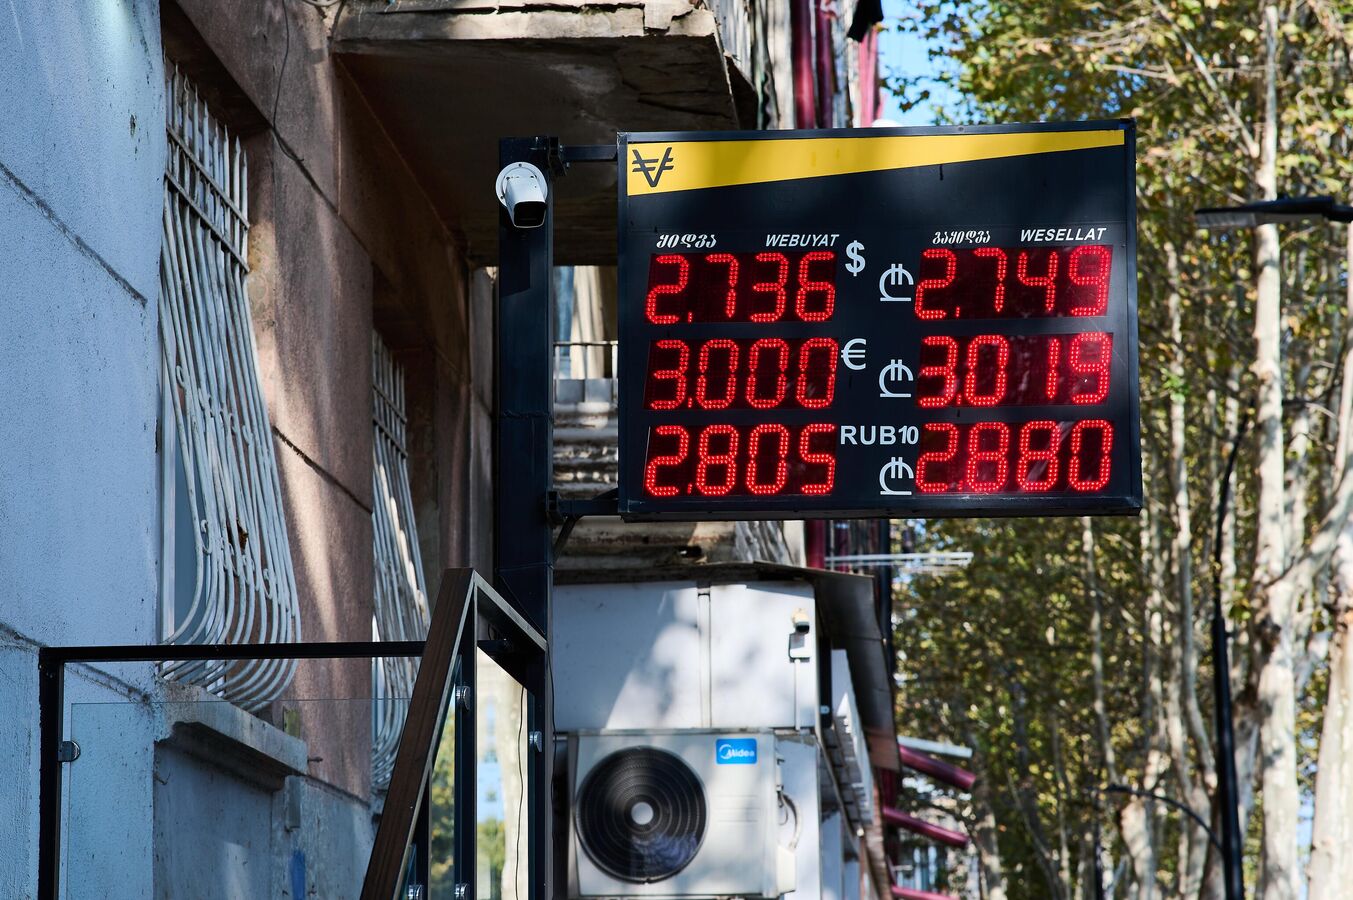 ყიდვა WEBUYAT გაყიდვა WESELLAT
2.736 $ ₾ 2.749
3.000 € ₾ 3.019
2.805 RUB10 ₾ 2.880
Midea